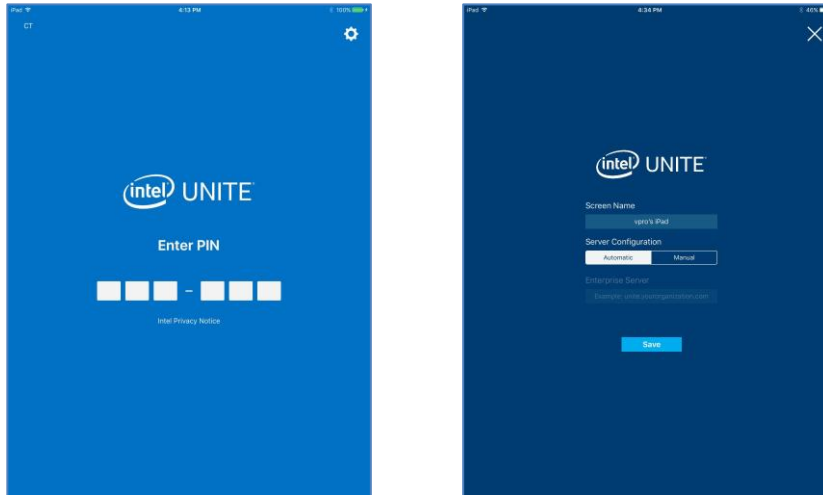 iPad 4:13 PM 100%
CT
intel UNITE
Enter PIN
–
Intel Privacy Notice
iPad 4:34 PM 40%
intel UNITE
Screen Name
vpro's iPad
Server Configuration
Automatic Manual
Enterprise Server
Example: unite.yourorganization.com
Save